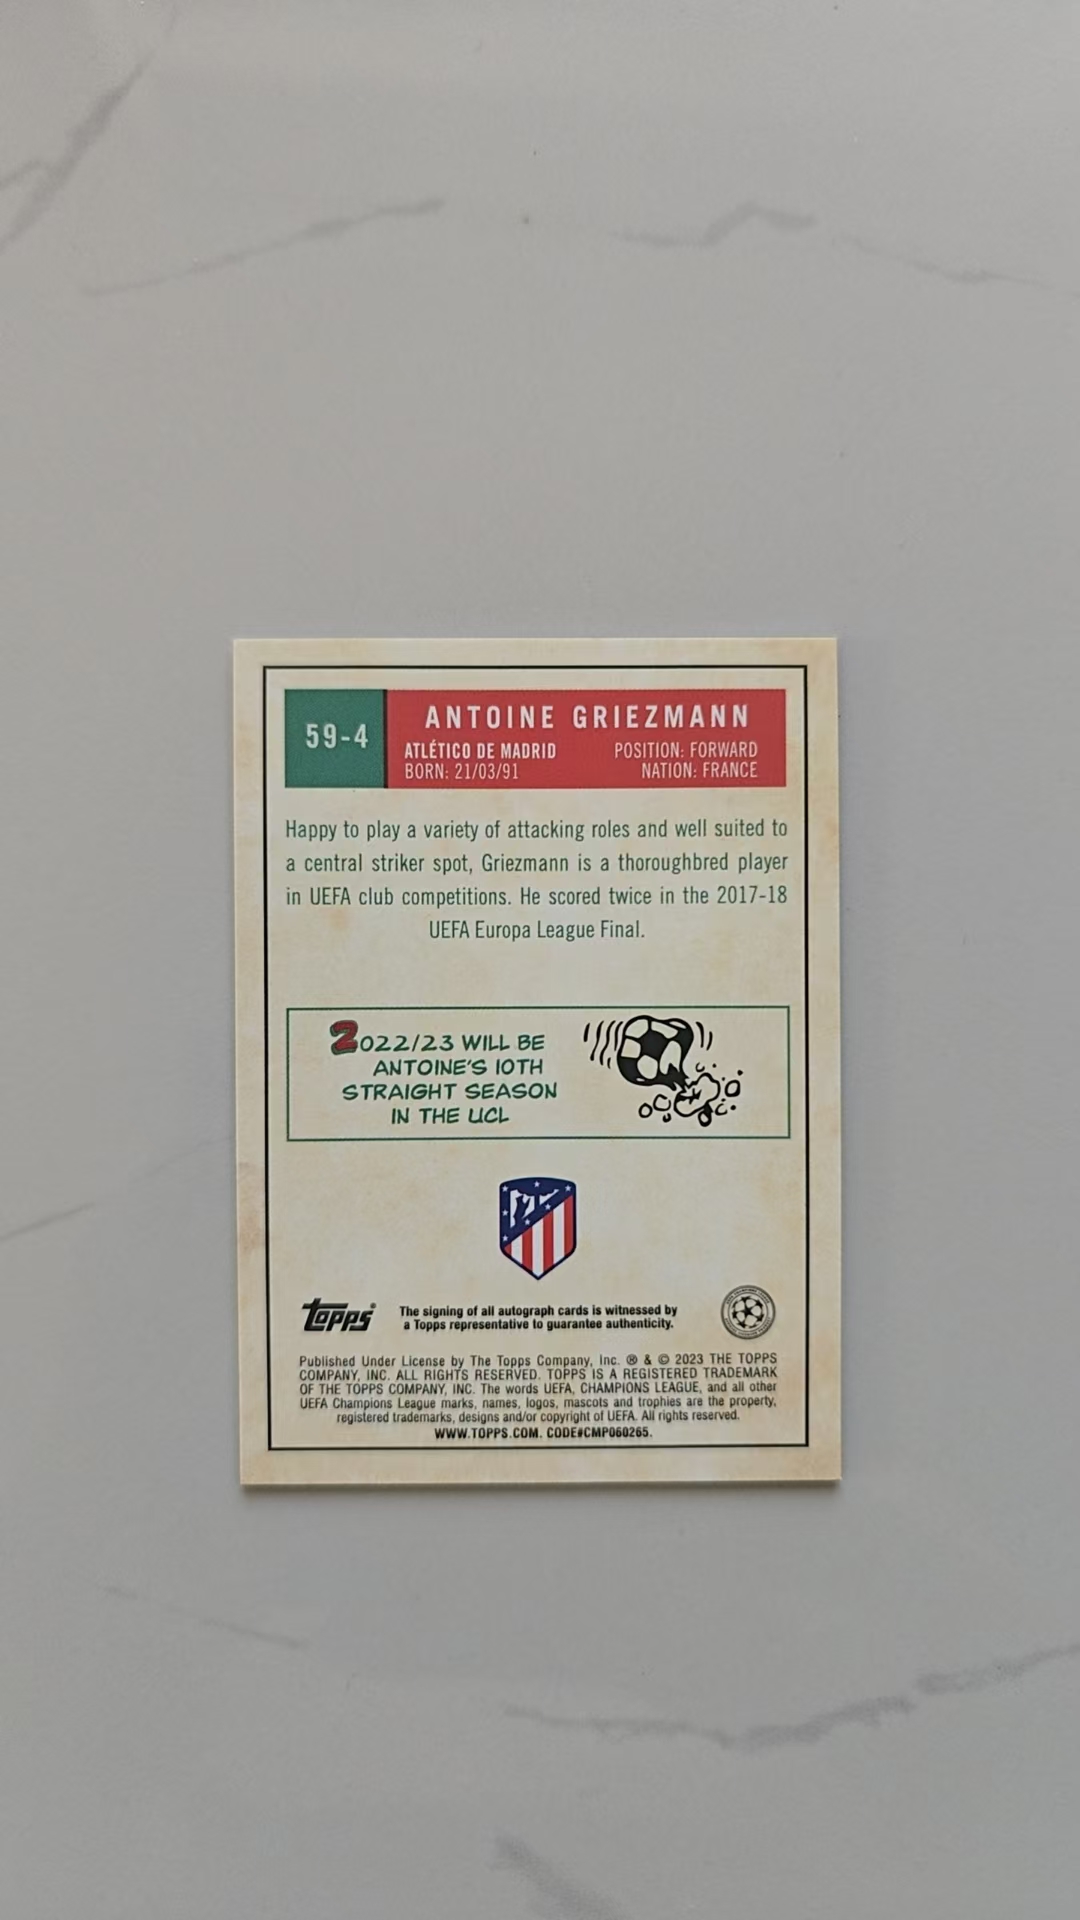 59-4
ANTOINE GRIEZMANN
ATLÉTICO DE MADRID
POSITION: FORWARD
BORN: 21/03/91
NATION: FRANCE
Happy to play a variety of attacking roles and well suited to
a central striker spot, Griezmann is a thoroughbred player
in UEFA club competitions. He scored twice in the 2017-18
UEFA Europa League Final.
2022/23 WILL BE
ANTOINE'S 10TH
STRAIGHT SEASON
IN THE UCL
Topps®
The signing of all autograph cards is witnessed by
a Topps representative to guarantee authenticity.
Published Under License by The Topps Company, Inc. ® & © 2023 THE TOPPS
COMPANY, INC. ALL RIGHTS RESERVED. TOPPS IS A REGISTERED TRADEMARK
OF THE TOPPS COMPANY, INC. The words UEFA, CHAMPIONS LEAGUE, and all other
UEFA Champions League marks, names, logos, mascots and trophies are the property,
registered trademarks, designs and/or copyright of UEFA. All rights reserved.
WWW.TOPPS.COM. CODE#CMP060265.